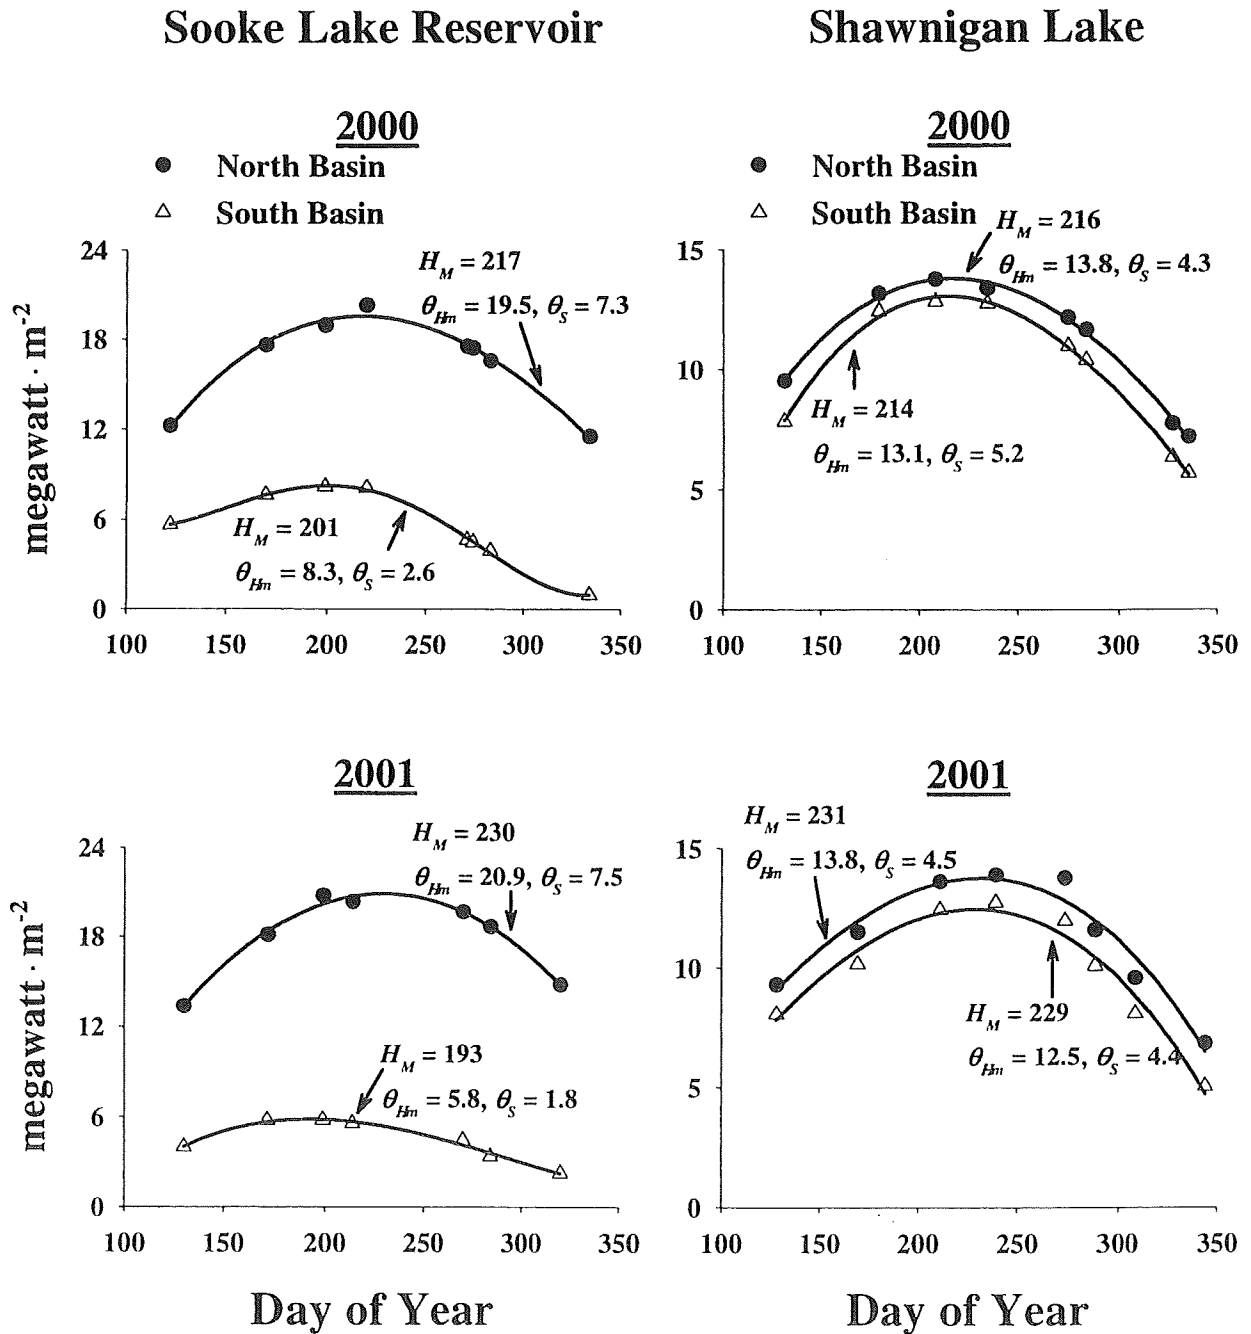 Sooke Lake Reservoir
Shawnigan Lake
2000
North Basin
South Basin
24
18
12
6
0
100 150 200 250 300 350
megawatt · m⁻²
H_M = 217
θ_Hm = 19.5, θ_S = 7.3
H_M = 201
θ_Hm = 8.3, θ_S = 2.6
2000
North Basin
South Basin
15
10
5
0
100 150 200 250 300 350
H_M = 216
θ_Hm = 13.8, θ_S = 4.3
H_M = 214
θ_Hm = 13.1, θ_S = 5.2
2001
24
18
12
6
0
100 150 200 250 300 350
megawatt · m⁻²
H_M = 230
θ_Hm = 20.9, θ_S = 7.5
H_M = 193
θ_Hm = 5.8, θ_S = 1.8
Day of Year
2001
15
10
5
0
100 150 200 250 300 350
H_M = 231
θ_Hm = 13.8, θ_S = 4.5
H_M = 229
θ_Hm = 12.5, θ_S = 4.4
Day of Year